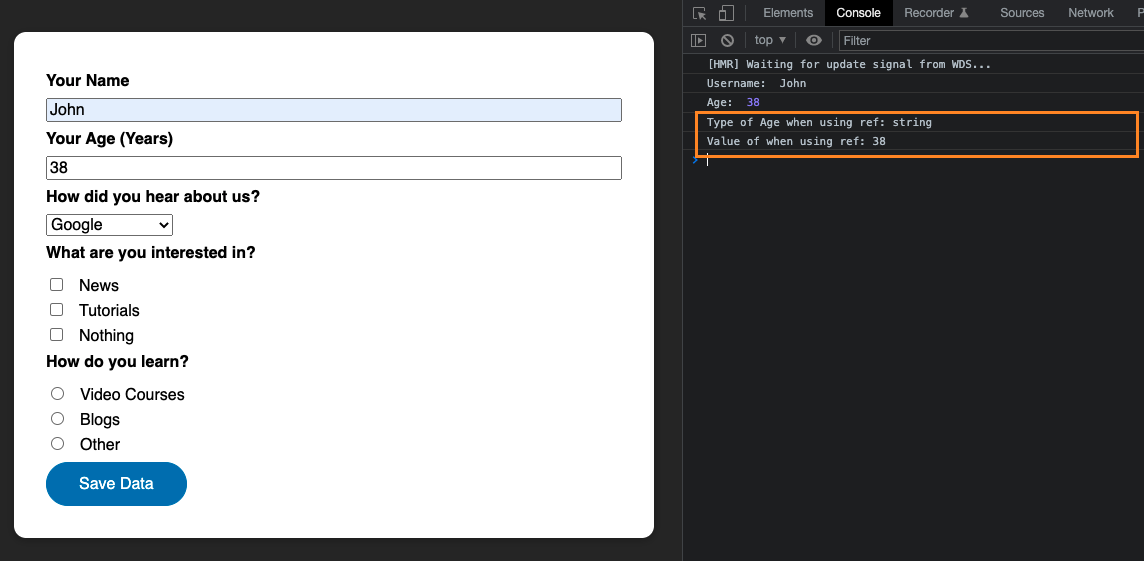 Your Name
John
Your Age (Years)
38
How did you hear about us?
Google
What are you interested in?
News
Tutorials
Nothing
How do you learn?
Video Courses
Blogs
Other
Save Data
Elements Console Recorder Sources Network P
top Filter
[HMR] Waiting for update signal from WDS...
Username: John
Age: 38
Type of Age when using ref: string
Value of when using ref: 38